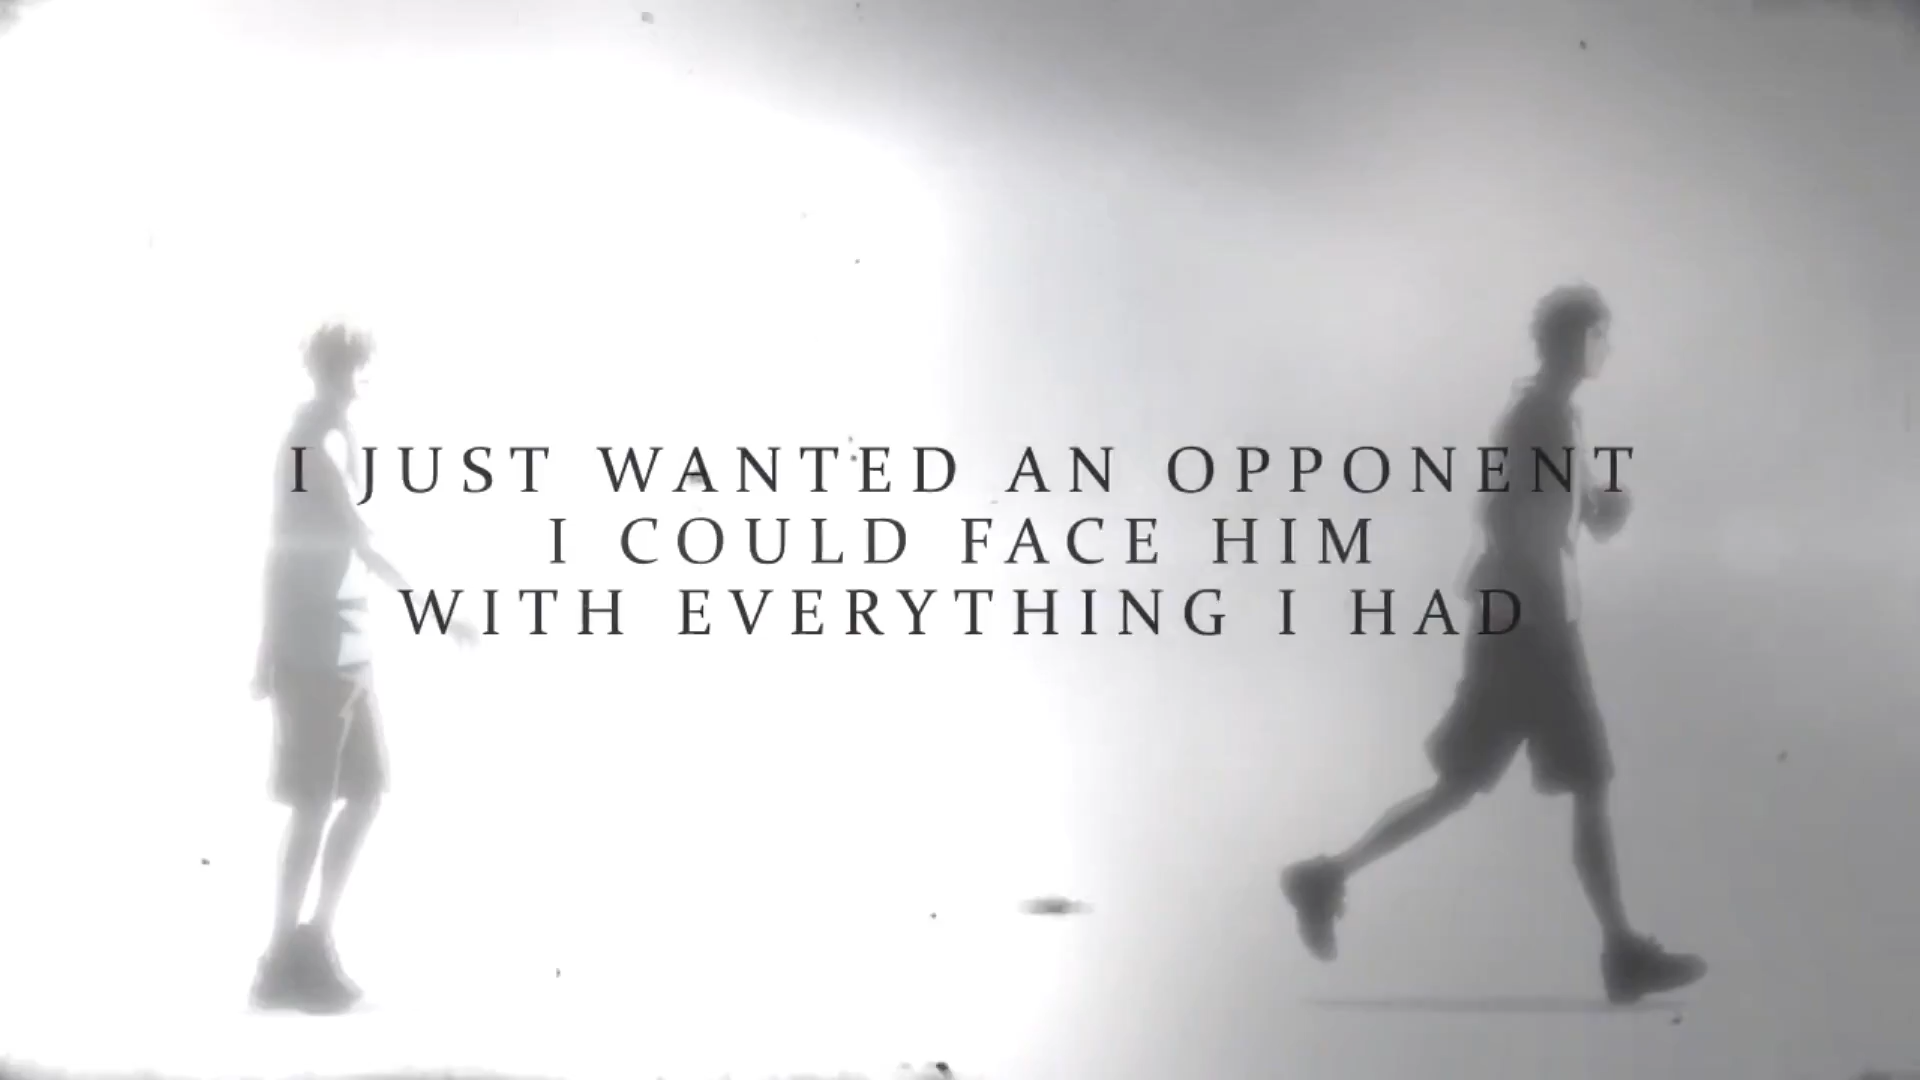 I JUST WANTED AN OPPONENT
I COULD FACE HIM
WITH EVERYTHING I HAD